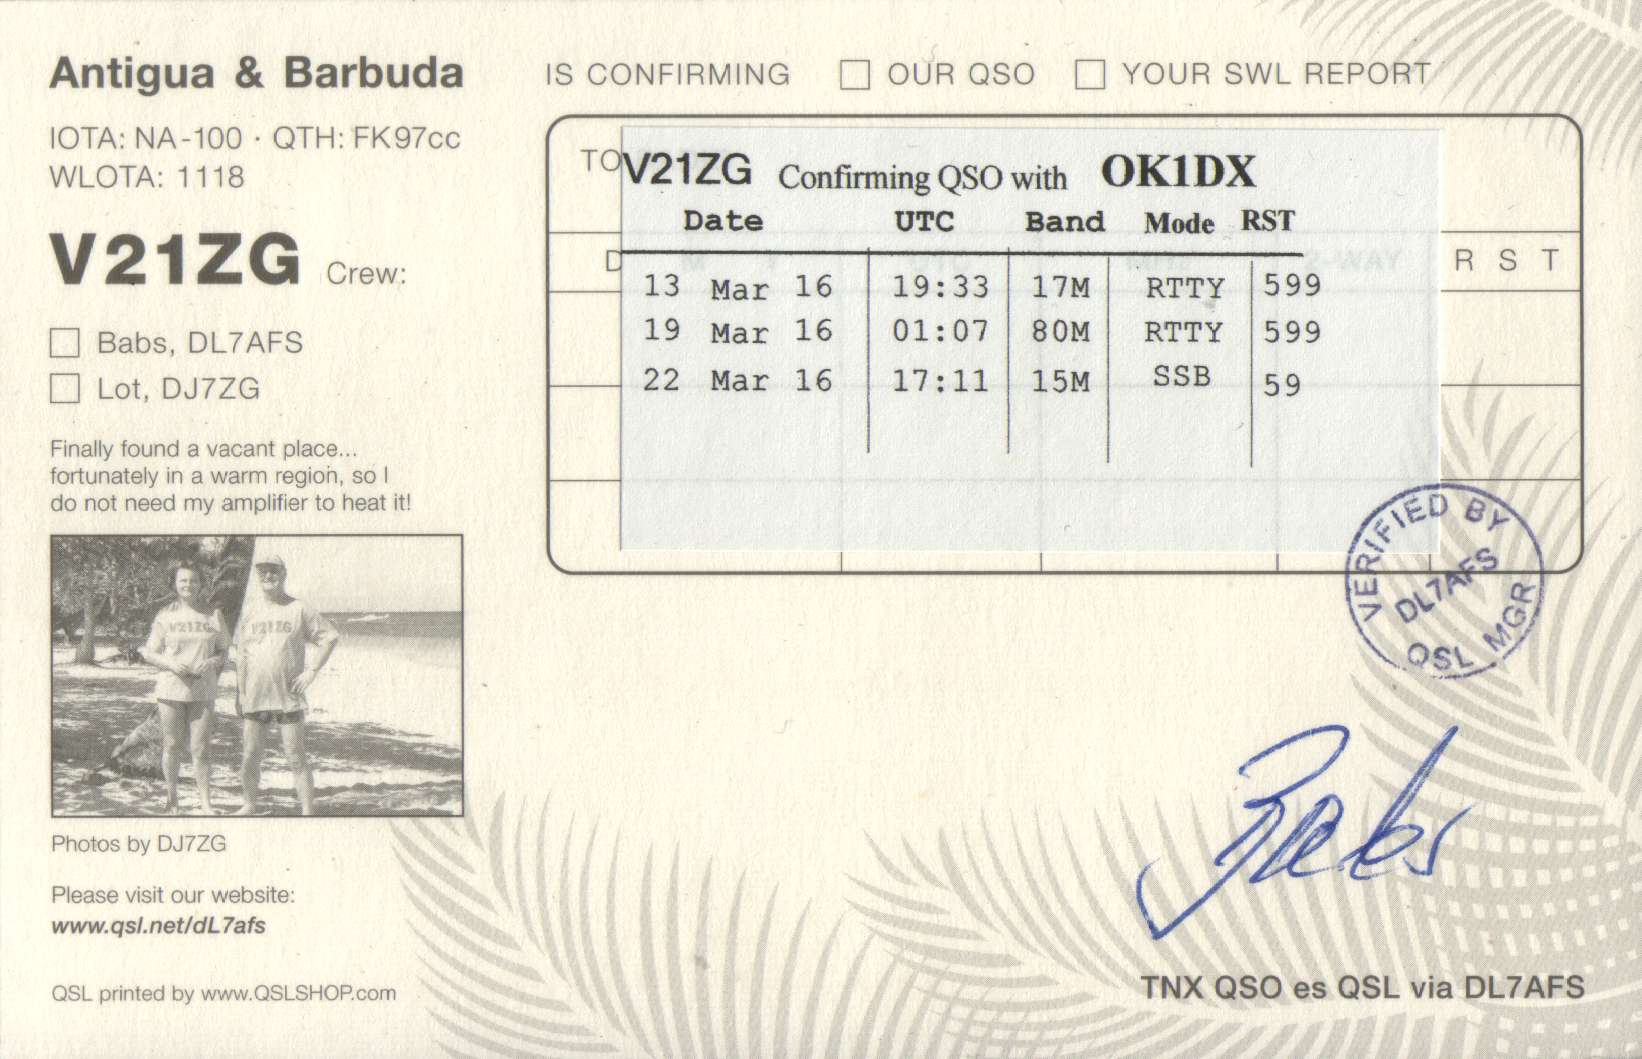 Antigua & Barbuda
IOTA: NA-100 · QTH: FK97cc
WLOTA: 1118
V21ZG Crew:
Babs, DL7AFS
Lot, DJ7ZG
Finally found a vacant place...
fortunately in a warm region, so I
do not need my amplifier to heat it!
V21ZG V21ZG
Photos by DJ7ZG
Please visit our website:
www.qsl.net/dL7afs
QSL printed by www.QSLSHOP.com
IS CONFIRMING OUR QSO YOUR SWL REPORT
TO
V21ZG Confirming QSO with OK1DX
Date UTC Band Mode RST
D M Y UTC MHz 2-WAY R S T
13 Mar 16 19:33 17M RTTY 599
19 Mar 16 01:07 80M RTTY 599
22 Mar 16 17:11 15M SSB 59
VERIFIED BY
DL7AFS
QSL MGR
Babs
TNX QSO es QSL via DL7AFS